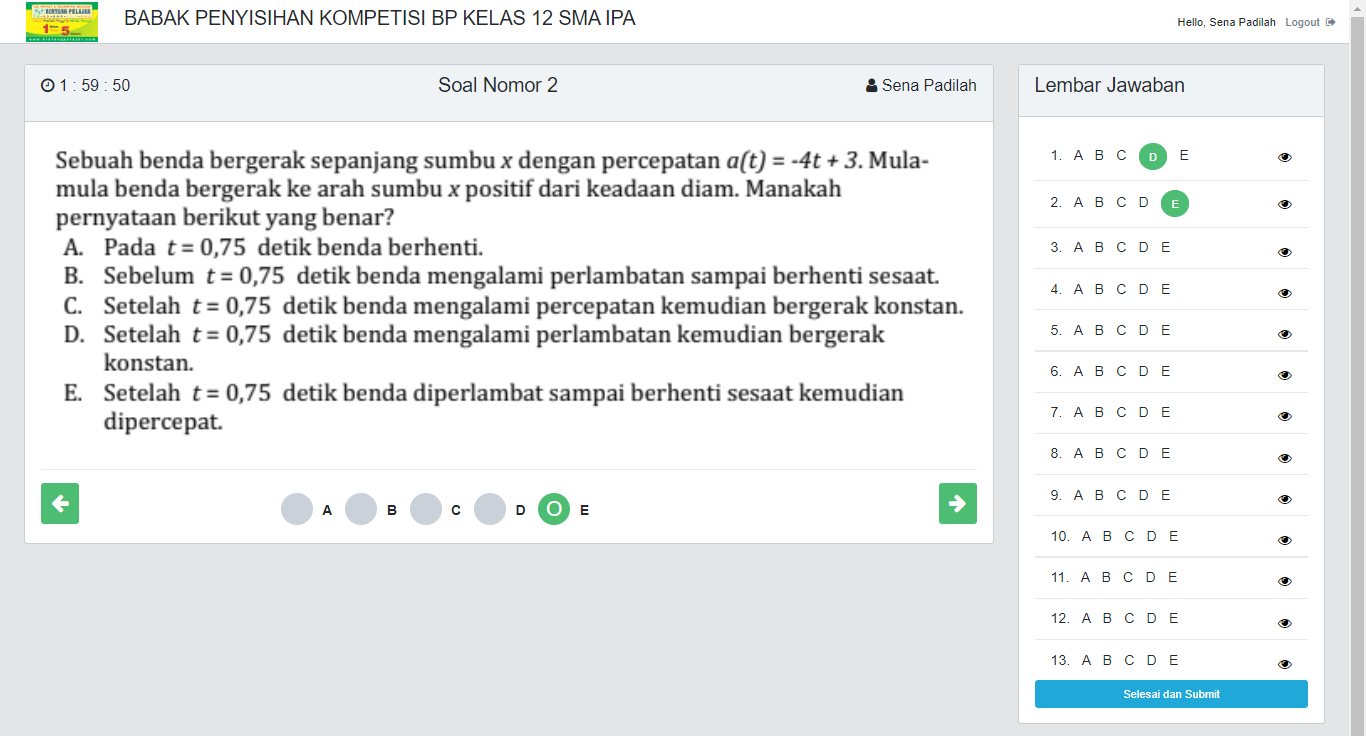 BINTANG PELAJAR
BABAK PENYISIHAN KOMPETISI BP KELAS 12 SMA IPA
Hello, Sena Padilah Logout
1 : 59 : 50
Soal Nomor 2
Sena Padilah
Sebuah benda bergerak sepanjang sumbu x dengan percepatan a(t) = -4t + 3. Mula-
mula benda bergerak ke arah sumbu x positif dari keadaan diam. Manakah
pernyataan berikut yang benar?
A. Pada t = 0,75 detik benda berhenti.
B. Sebelum t = 0,75 detik benda mengalami perlambatan sampai berhenti sesaat.
C. Setelah t = 0,75 detik benda mengalami percepatan kemudian bergerak konstan.
D. Setelah t = 0,75 detik benda mengalami perlambatan kemudian bergerak
konstan.
E. Setelah t = 0,75 detik benda diperlambat sampai berhenti sesaat kemudian
dipercepat.
A B C D O E
Lembar Jawaban
1. A B C D E
2. A B C D E
3. A B C D E
4. A B C D E
5. A B C D E
6. A B C D E
7. A B C D E
8. A B C D E
9. A B C D E
10. A B C D E
11. A B C D E
12. A B C D E
13. A B C D E
Selesai dan Submit